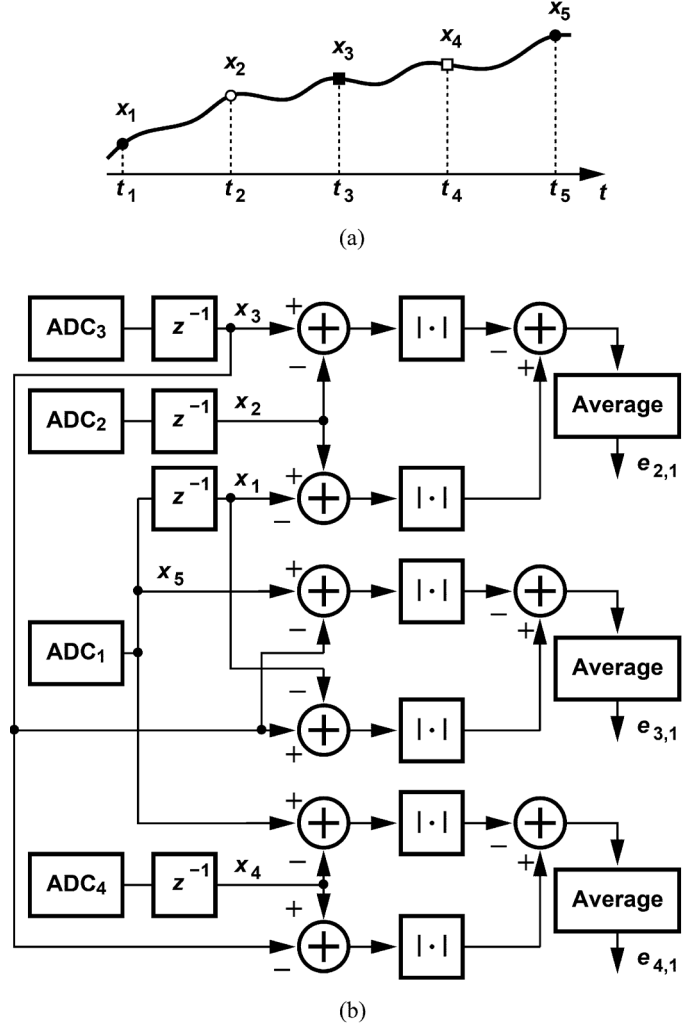 x1 x2 x3 x4 x5
t1 t2 t3 t4 t5 t
(a)
ADC3 z−1 x3 + − |·| − +
Average
e2,1
ADC2 z−1 x2
z−1 x1 + − |·|
x5 + − |·| − +
ADC1
Average
e3,1
− + |·|
+ − |·| − +
ADC4 z−1 x4
Average
e4,1
+ − |·|
(b)